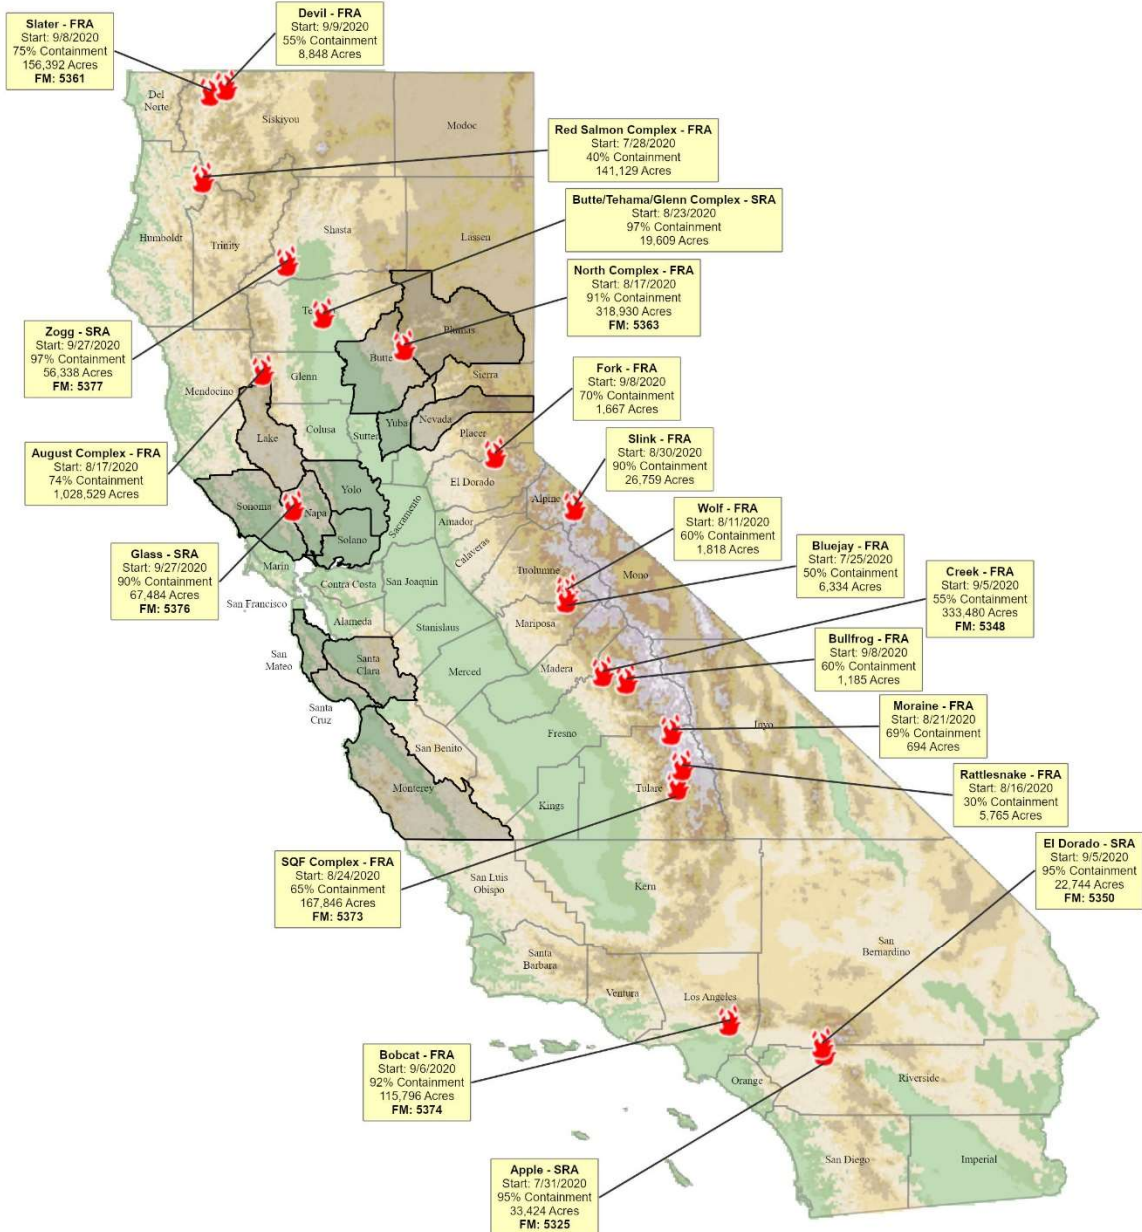 Slater - FRA
Start: 9/8/2020
75% Containment
156,392 Acres
FM: 5361
Devil - FRA
Start: 9/9/2020
55% Containment
8,848 Acres
Red Salmon Complex - FRA
Start: 7/28/2020
40% Containment
141,129 Acres
Butte/Tehama/Glenn Complex - SRA
Start: 8/23/2020
97% Containment
19,609 Acres
North Complex - FRA
Start: 8/17/2020
91% Containment
318,930 Acres
FM: 5363
Zogg - SRA
Start: 9/27/2020
97% Containment
56,338 Acres
FM: 5377
Fork - FRA
Start: 9/8/2020
70% Containment
1,667 Acres
August Complex - FRA
Start: 8/17/2020
74% Containment
1,028,529 Acres
Slink - FRA
Start: 8/30/2020
90% Containment
26,759 Acres
Wolf - FRA
Start: 8/11/2020
60% Containment
1,818 Acres
Bluejay - FRA
Start: 7/25/2020
50% Containment
6,334 Acres
Glass - SRA
Start: 9/27/2020
90% Containment
67,484 Acres
FM: 5376
Creek - FRA
Start: 9/5/2020
55% Containment
333,480 Acres
FM: 5348
Bullfrog - FRA
Start: 9/8/2020
60% Containment
1,185 Acres
Moraine - FRA
Start: 8/21/2020
69% Containment
694 Acres
Rattlesnake - FRA
Start: 8/16/2020
30% Containment
5,765 Acres
SQF Complex - FRA
Start: 8/24/2020
65% Containment
167,846 Acres
FM: 5373
El Dorado - SRA
Start: 9/5/2020
95% Containment
22,744 Acres
FM: 5350
Bobcat - FRA
Start: 9/6/2020
92% Containment
115,796 Acres
FM: 5374
Apple - SRA
Start: 7/31/2020
95% Containment
33,424 Acres
FM: 5325
Del
Norte
Siskiyou
Modoc
Humboldt
Trinity
Shasta
Lassen
Plumas
Butte
Mendocino
Glenn
Sierra
Lake
Colusa
Sutter
Yuba
Nevada
Placer
Sonoma
Napa
Yolo
Solano
Sacramento
El Dorado
Alpine
Amador
Calaveras
Tuolumne
Mono
Marin
Contra Costa
San Joaquin
San Francisco
Alameda
Stanislaus
Mariposa
San
Mateo
Santa
Clara
Merced
Madera
Santa
Cruz
San Benito
Fresno
Inyo
Monterey
Kings
Tulare
San Luis
Obispo
Kern
San
Bernardino
Santa
Barbara
Ventura
Los Angeles
Orange
Riverside
San Diego
Imperial